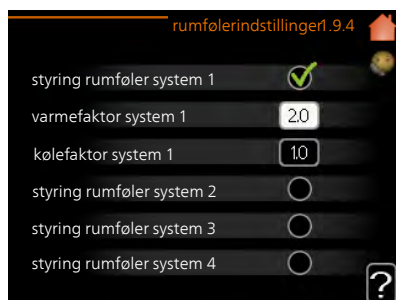 rumfølerindstillinger1.9.4
styring rumføler system 1
varmefaktor system 1 2.0
kølefaktor system 1 1.0
styring rumføler system 2
styring rumføler system 3
styring rumføler system 4
?